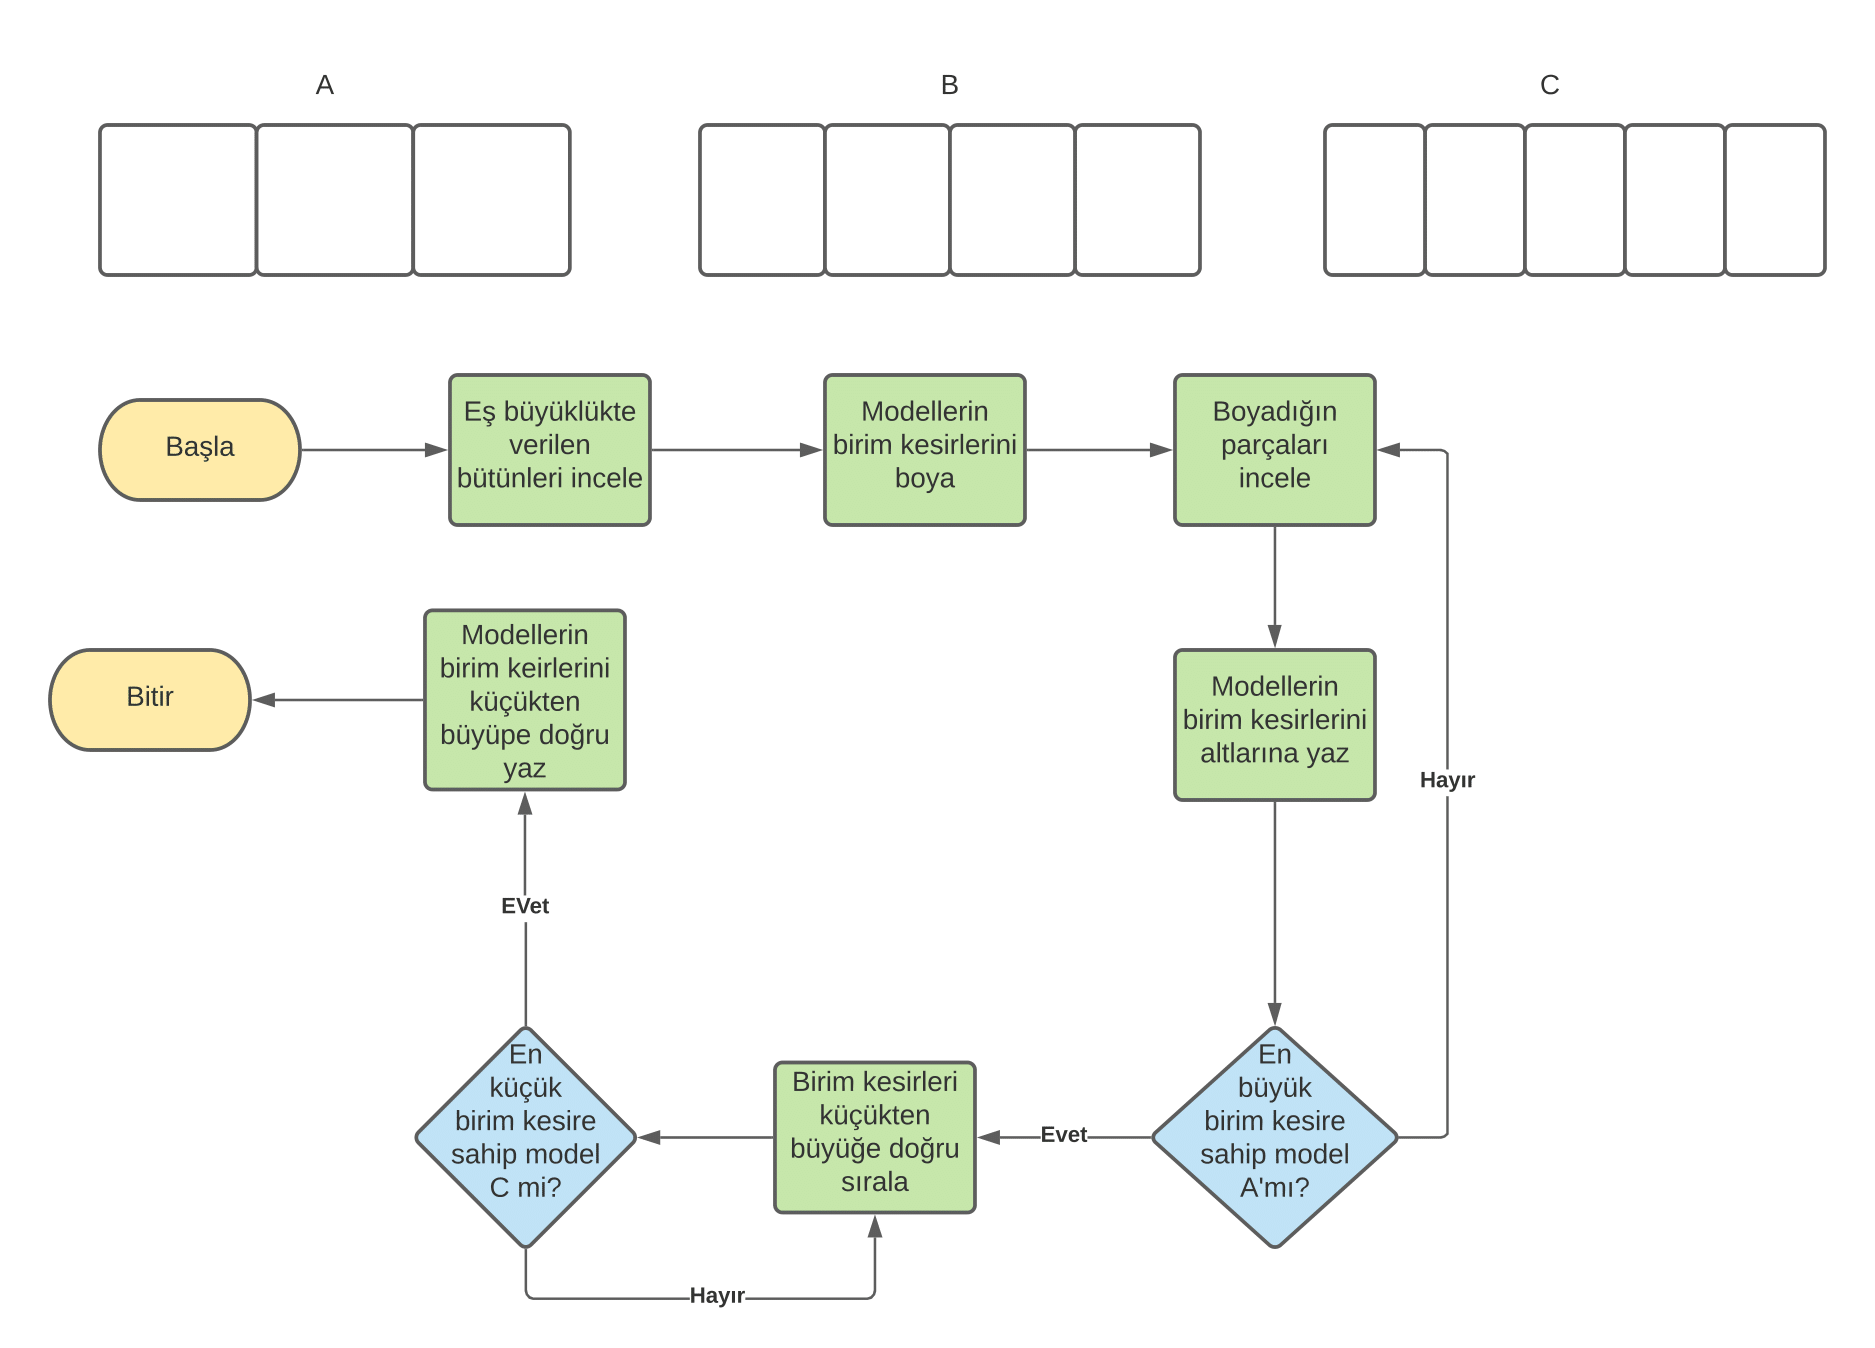 A
B
C
Başla
Eş büyüklükte
verilen
bütünleri incele
Modellerin
birim kesirlerini
boya
Boyadığın
parçaları
incele
Modellerin
birim kesirlerini
altlarına yaz
Hayır
En
büyük
birim kesire
sahip model
A'mı?
Evet
Birim kesirleri
küçükten
büyüğe doğru
sırala
En
küçük
birim kesire
sahip model
C mi?
Hayır
EVet
Modellerin
birim keirlerini
küçükten
büyüpe doğru
yaz
Bitir